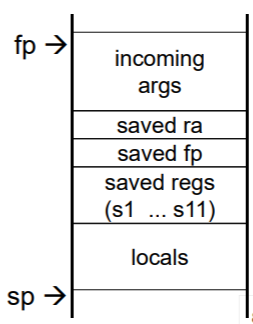 fp →
incoming
args
saved ra
saved fp
saved regs
(s1 ... s11)
locals
sp →